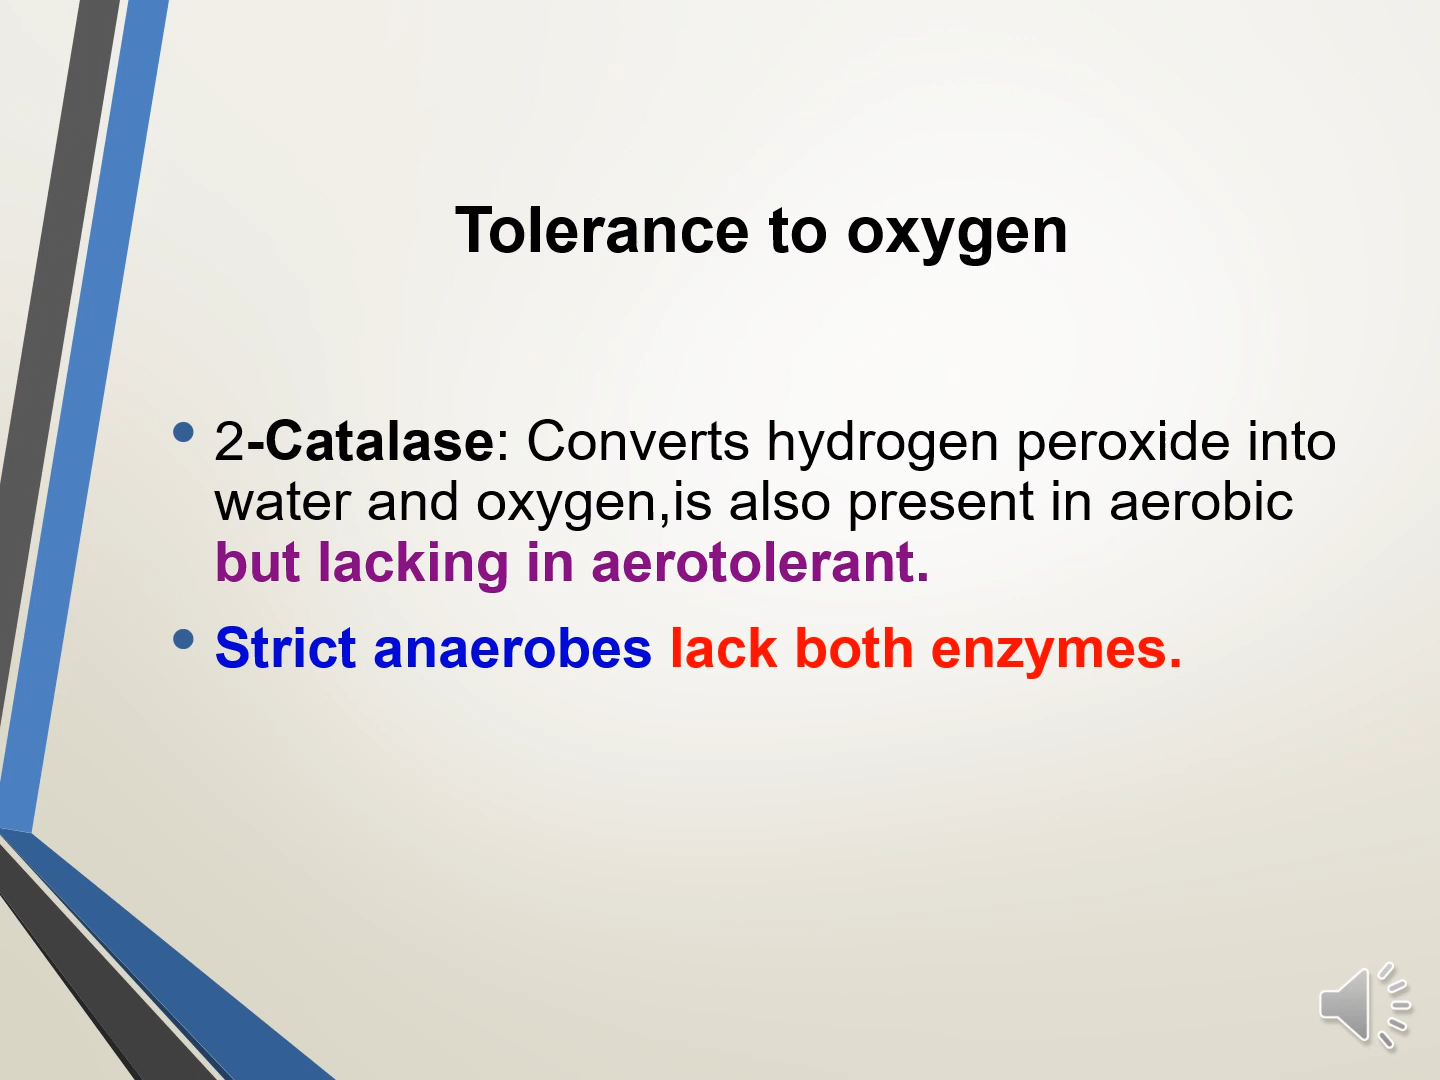 Tolerance to oxygen
• 2-Catalase: Converts hydrogen peroxide into
water and oxygen,is also present in aerobic
but lacking in aerotolerant.
• Strict anaerobes lack both enzymes.